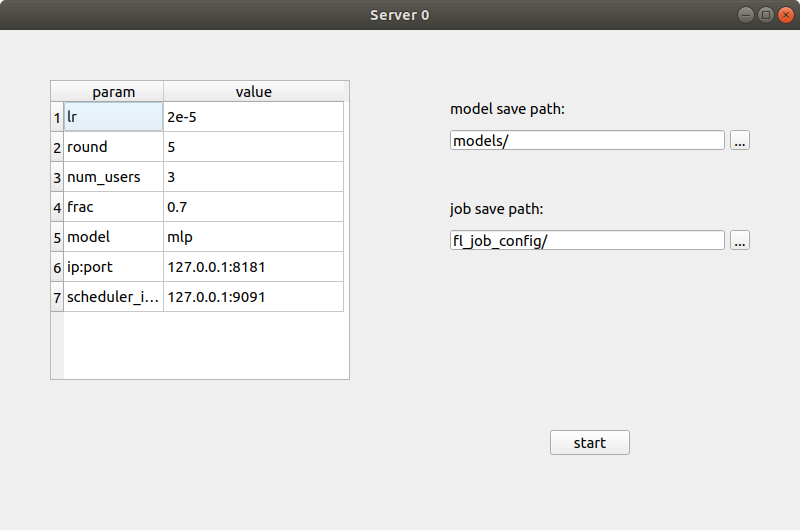 Server 0
param value
1 lr 2e-5
2 round 5
3 num_users 3
4 frac 0.7
5 model mlp
6 ip:port 127.0.0.1:8181
7 scheduler_i... 127.0.0.1:9091
model save path:
models/ ...
job save path:
fl_job_config/ ...
start